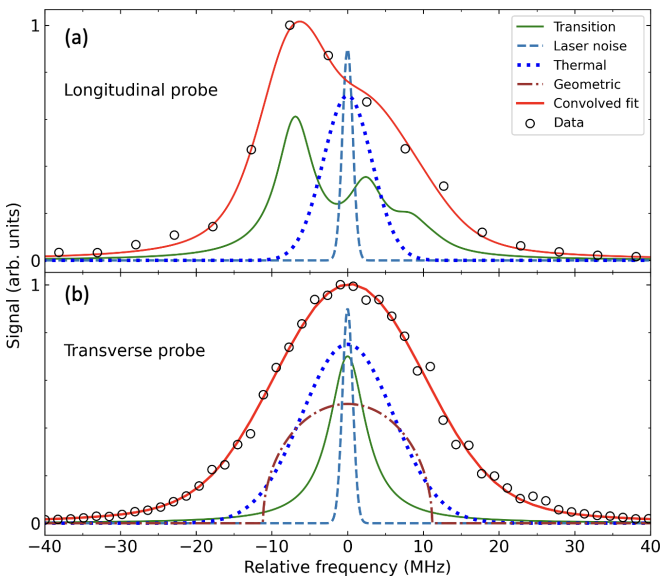 1
(a)
Longitudinal probe
Transition
Laser noise
Thermal
Geometric
Convolved fit
Data
0
Signal (arb. units)
1
(b)
Transverse probe
0
−40
−30
−20
−10
0
10
20
30
40
Relative frequency (MHz)